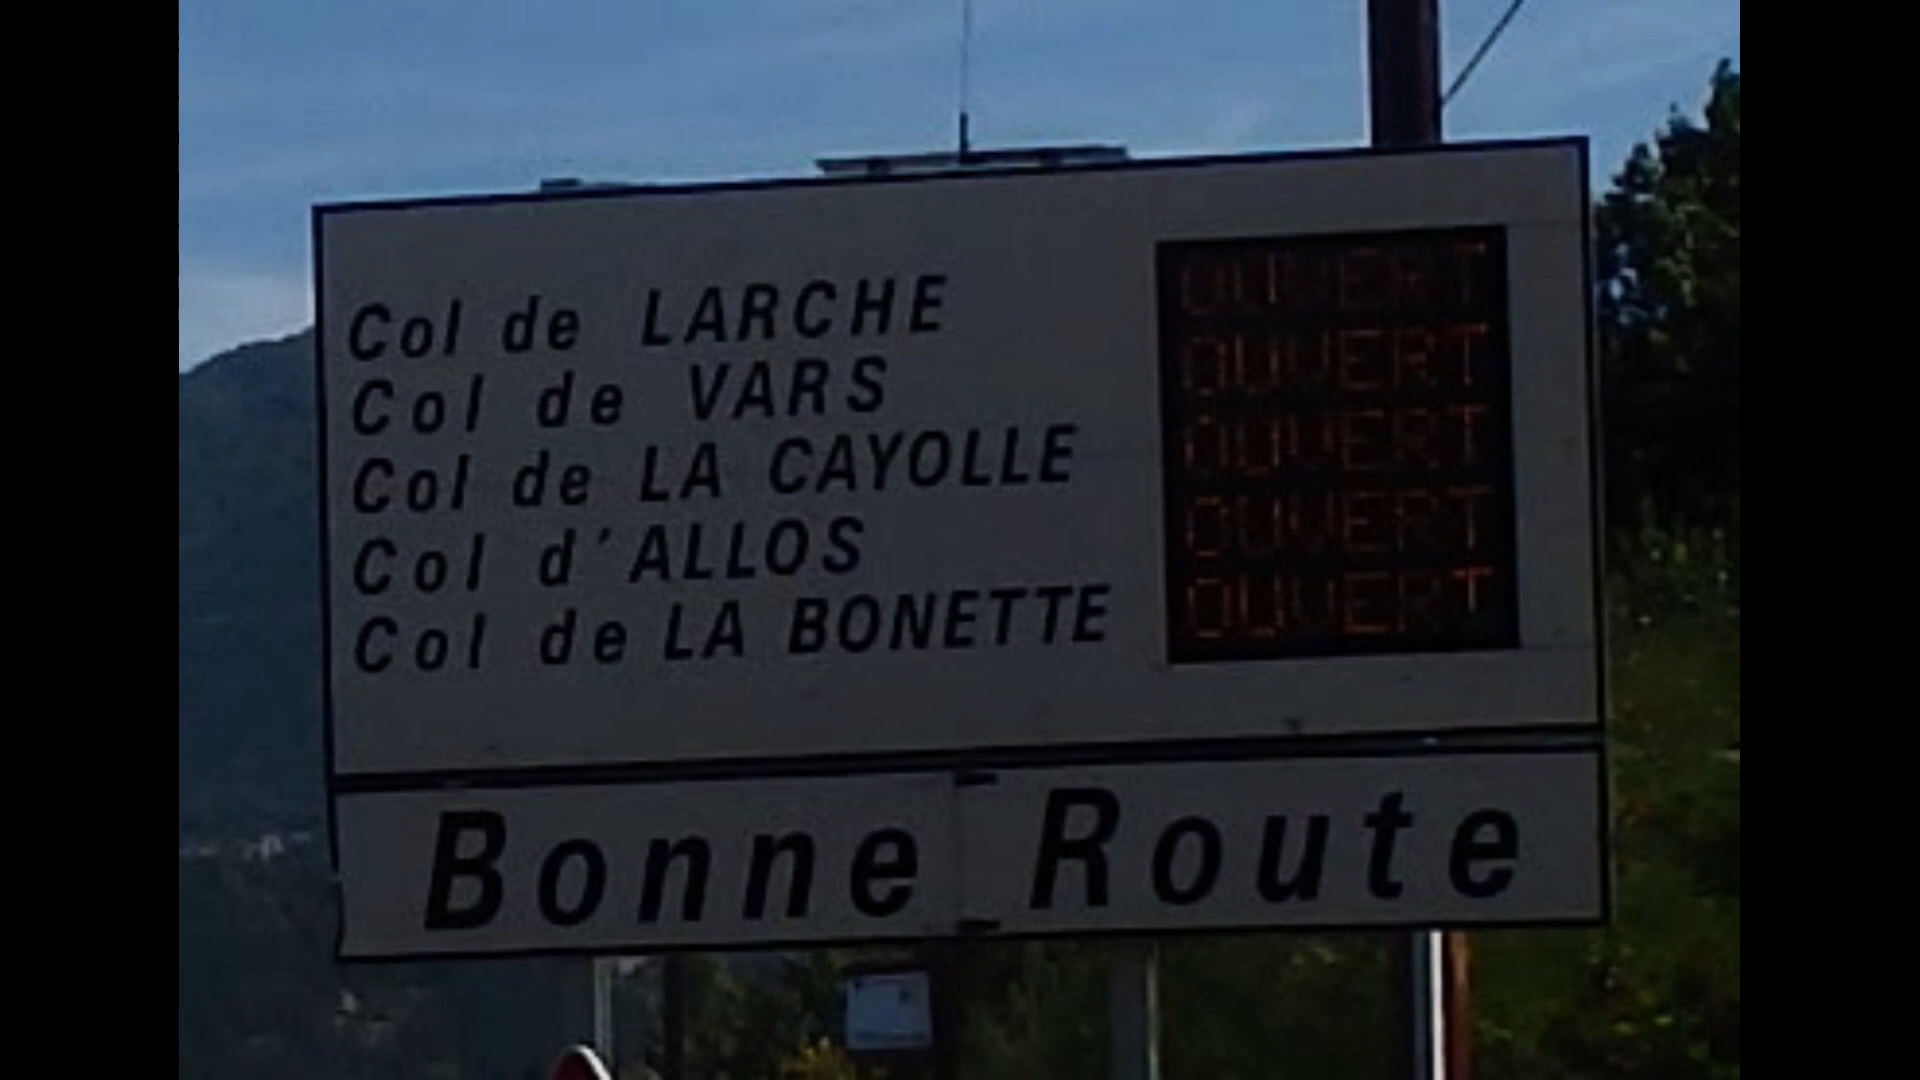 Col de LARCHE OUVERT
Col de VARS OUVERT
Col de LA CAYOLLE OUVERT
Col d'ALLOS OUVERT
Col de LA BONETTE OUVERT
Bonne Route